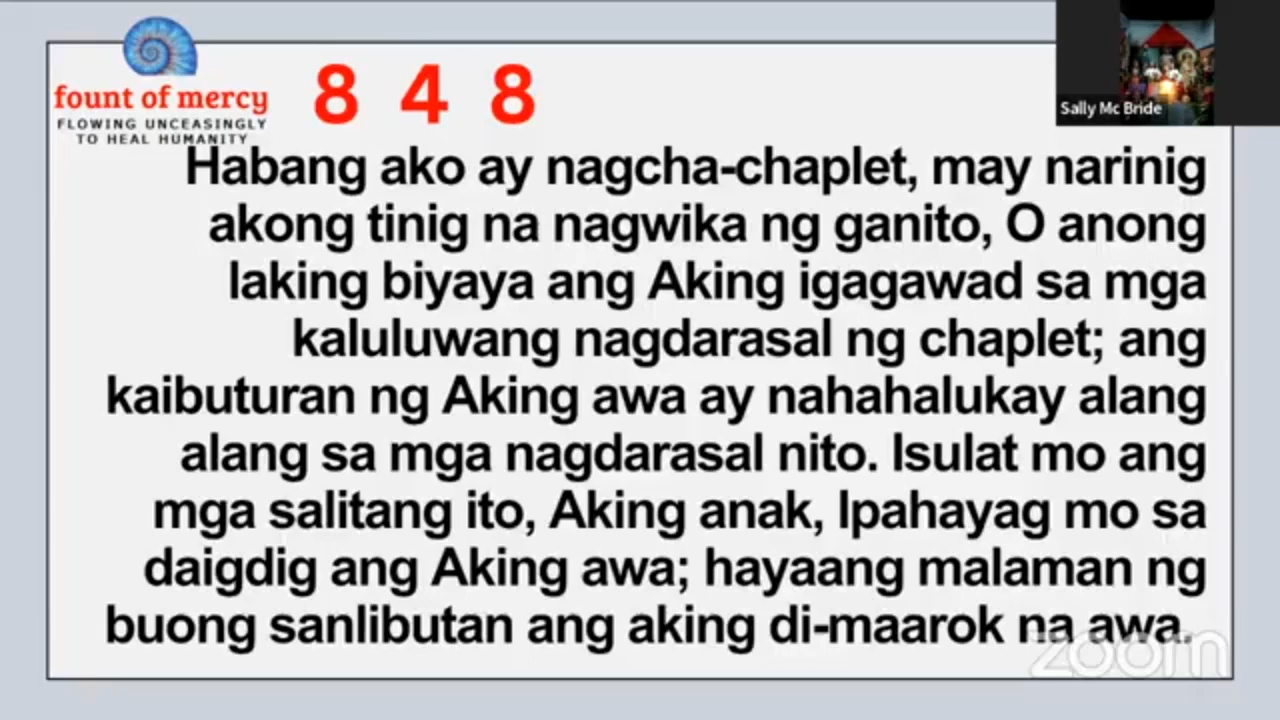 fount of mercy
FLOWING UNCEASINGLY
TO HEAL HUMANITY
8 4 8
Sally Mc Bride
Habang ako ay nagcha-chaplet, may narinig
akong tinig na nagwika ng ganito, O anong
laking biyaya ang Aking igagawad sa mga
kaluluwang nagdarasal ng chaplet; ang
kaibuturan ng Aking awa ay nahahalukay alang
alang sa mga nagdarasal nito. Isulat mo ang
mga salitang ito, Aking anak, Ipahayag mo sa
daigdig ang Aking awa; hayaang malaman ng
buong sanlibutan ang aking di-maarok na awa.
zoom